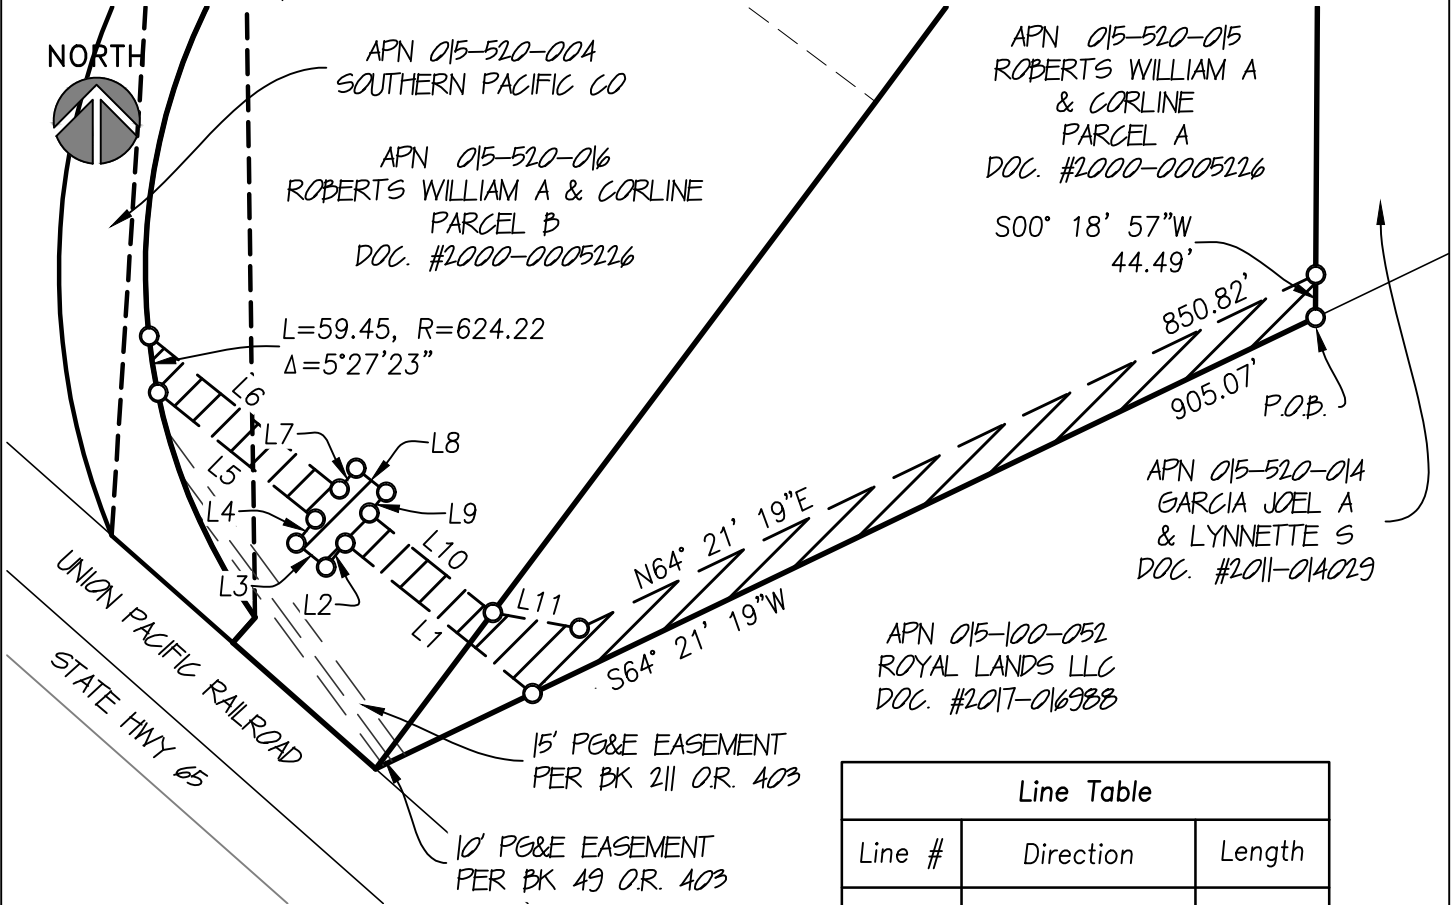 NORTH
APN 015-520-004
SOUTHERN PACIFIC CO
APN 015-520-016
ROBERTS WILLIAM A & CORLINE
PARCEL B
DOC. #2000-0005226
APN 015-520-015
ROBERTS WILLIAM A
& CORLINE
PARCEL A
DOC. #2000-0005226
S00° 18' 57"W
44.49'
L=59.45, R=624.22
Δ=5°27'23"
850.82'
905.07'
P.O.B.
L6
L7
L8
L5
L4
L9
L10
L3
L2
L1
L11
N64° 21' 19"E
S64° 21' 19"W
APN 015-520-014
GARCIA JOEL A
& LYNNETTE S
DOC. #2011-014029
UNION PACIFIC RAILROAD
STATE HWY 65
APN 015-100-052
ROYAL LANDS LLC
DOC. #2017-016988
15' PG&E EASEMENT
PER BK 211 O.R. 403
10' PG&E EASEMENT
PER BK 49 O.R. 403
Line Table
Line # Direction Length